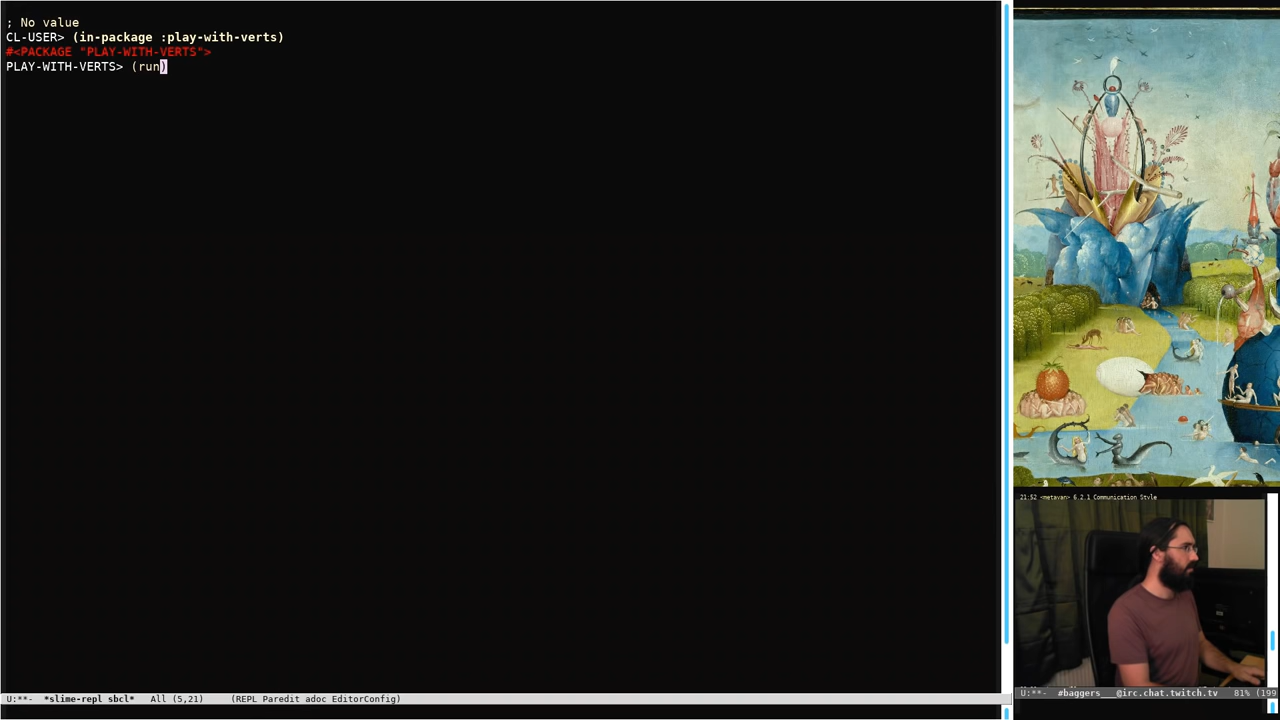 ; No value
CL-USER> (in-package :play-with-verts)
#<PACKAGE "PLAY-WITH-VERTS">
PLAY-WITH-VERTS> (run)
U:**-  *slime-repl sbcl*   All (5,21)     (REPL Paredit adoc EditorConfig)
21:52 <metavan> 6.2.1 Communication Style
U:**-  #baggers___@irc.chat.twitch.tv   81% (199